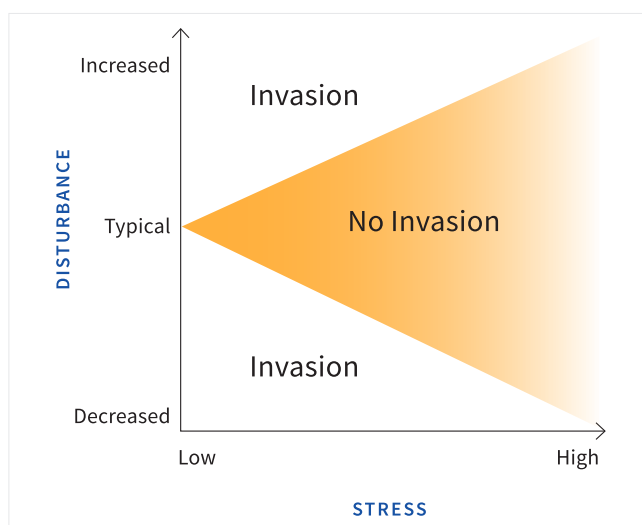 Increased
Invasion
DISTURBANCE
Typical
No Invasion
Invasion
Decreased
Low
High
STRESS